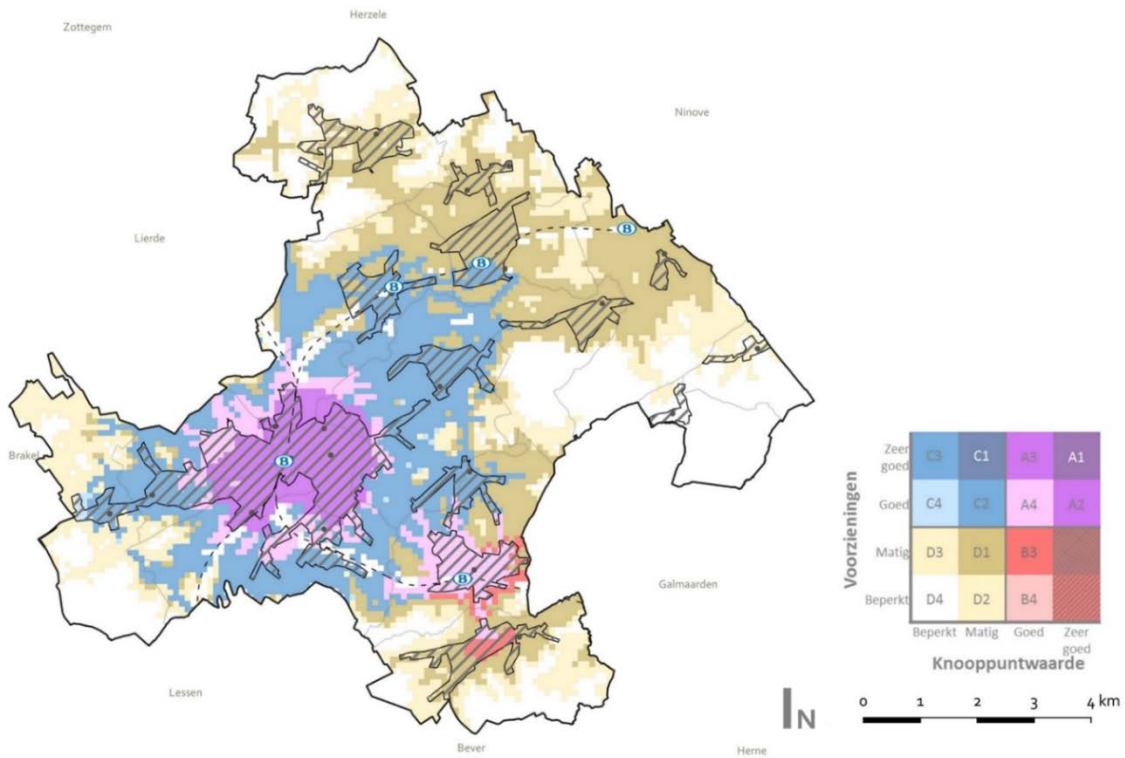 Herzele
Zottegem
Ninove
Lierde
B
B
B
Brakel
B
B
Galmaarden
Lessen
Bever
Herne
Voorzieningen
Zeer goed
C3 C1 A3 A1
Goed
C4 C2 A4 A2
Matig
D3 D1 B3
Beperkt
D4 D2 B4
Beperkt Matig Goed Zeer goed
Knooppuntwaarde
N
0 1 2 3 4 km